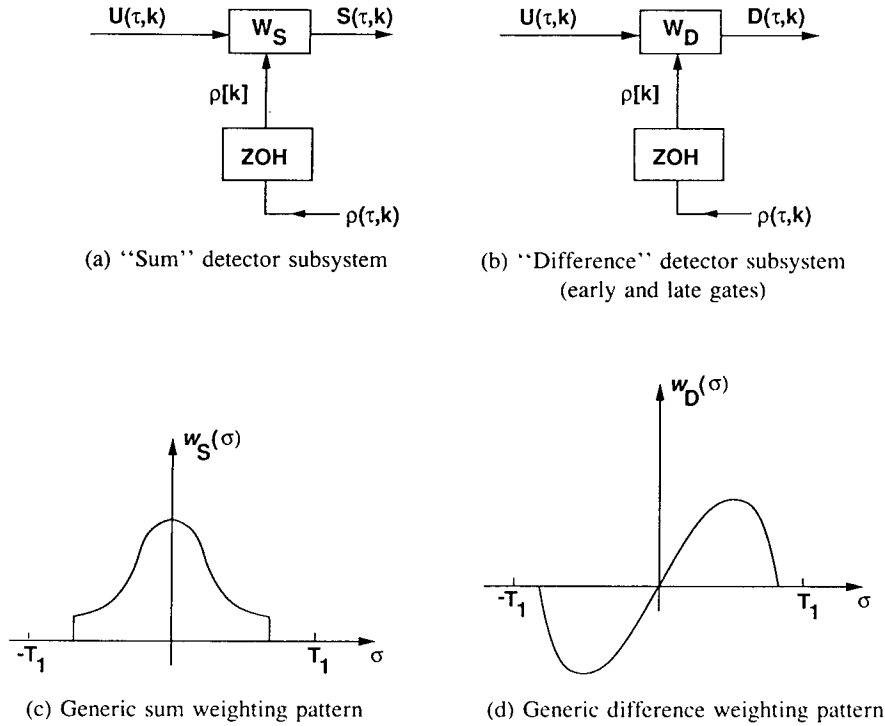 U(τ,k)
W_S
S(τ,k)
ρ[k]
ZOH
ρ(τ,k)
(a) “Sum” detector subsystem
U(τ,k)
W_D
D(τ,k)
ρ[k]
ZOH
ρ(τ,k)
(b) “Difference” detector subsystem
(early and late gates)
w_S(σ)
-T_1
T_1
σ
(c) Generic sum weighting pattern
w_D(σ)
-T_1
T_1
σ
(d) Generic difference weighting pattern